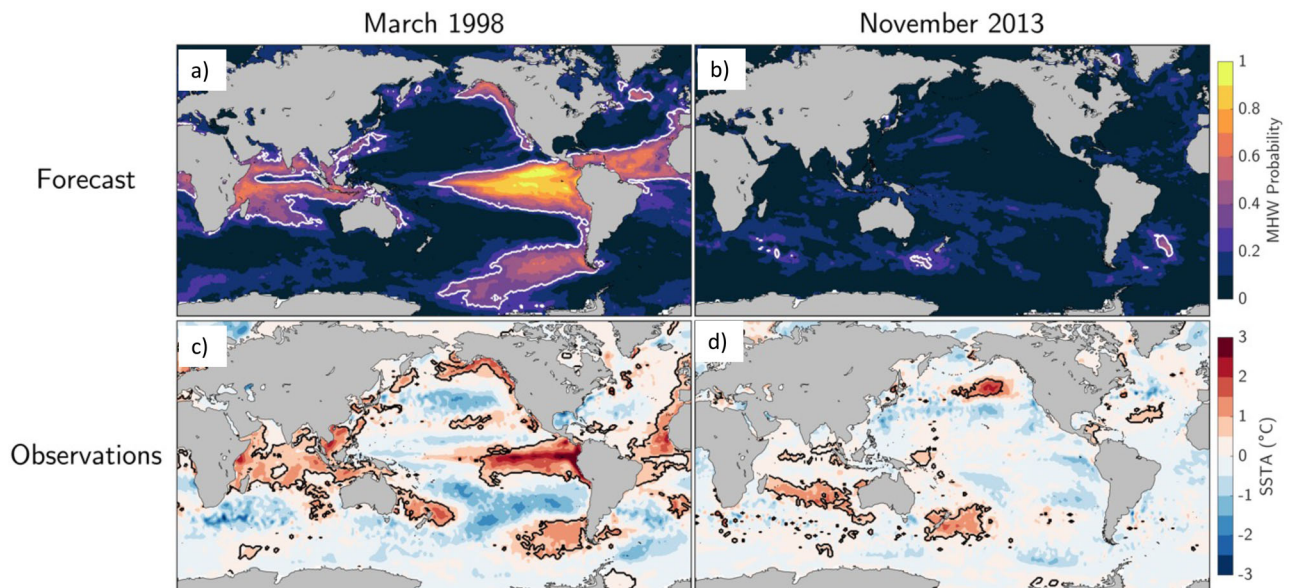 March 1998
November 2013
Forecast
a)
b)
1
0.8
0.6
0.4
0.2
0
MHW Probability
Observations
c)
d)
3
2
1
0
-1
-2
-3
SSTA (°C)